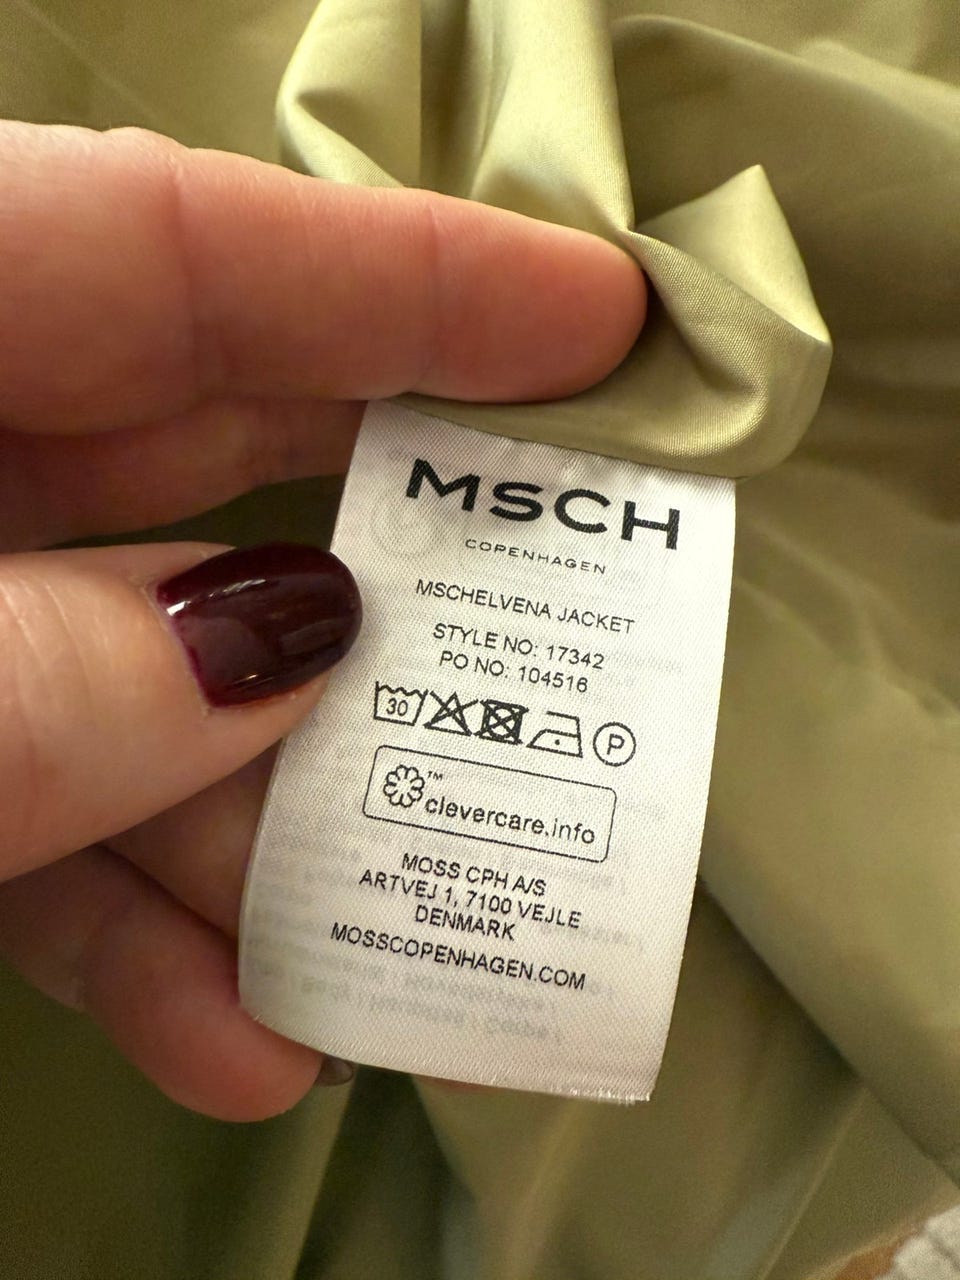 MSCH
COPENHAGEN
MSCHELVENA JACKET
STYLE NO: 17342
PO NO: 104516
30 P
™
clevercare.info
MOSS CPH A/S
ARTVEJ 1, 7100 VEJLE
DENMARK
MOSSCOPENHAGEN.COM